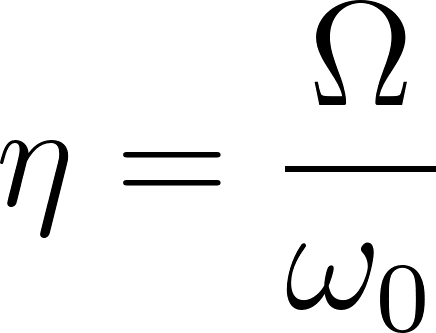 η = Ω / ω₀